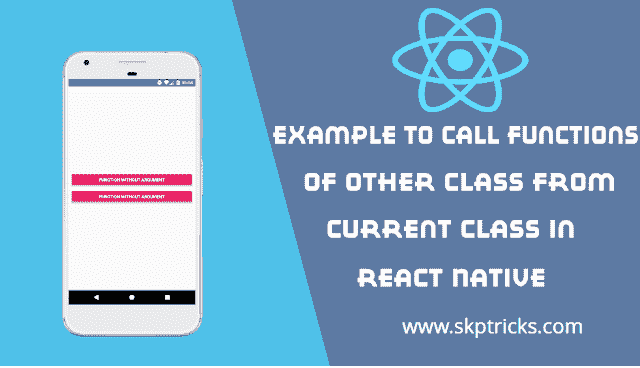 EXAMPLE TO CALL FUNCTIONS
OF OTHER CLASS FROM
CURRENT CLASS IN
REACT NATIVE
www.skptricks.com
FUNCTION WITHOUT ARGUMENT
FUNCTION WITHOUT ARGUMENT